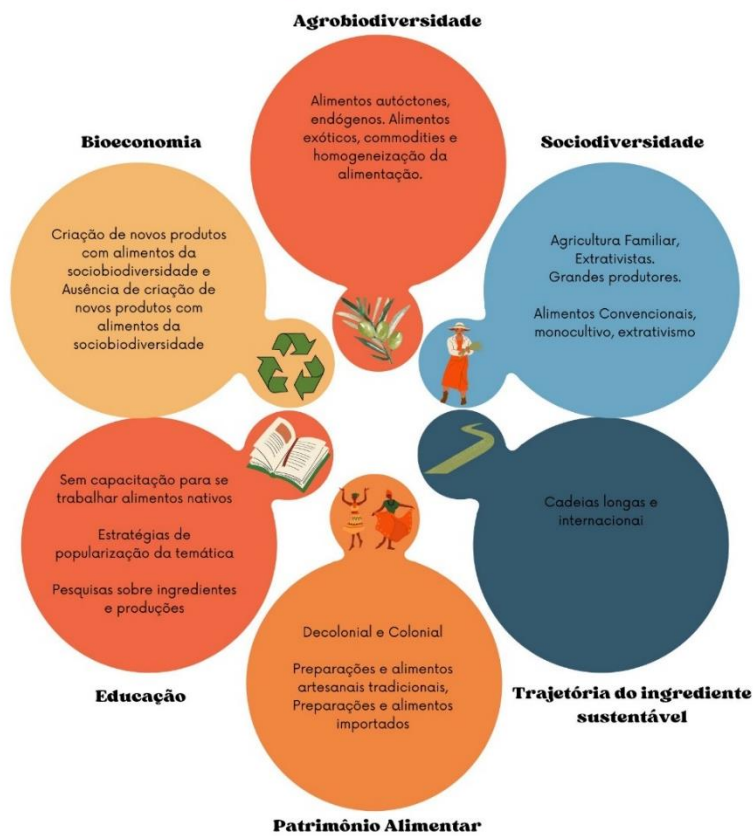 Agrobiodiversidade
Alimentos autóctones,
endógenos. Alimentos
exóticos, commodities e
homogeneização da
alimentação.
Bioeconomia
Criação de novos produtos
com alimentos da
sociobiodiversidade e
Ausência de criação de
novos produtos com
alimentos da
sociobiodiversidade
Sociodiversidade
Agricultura Familiar,
Extrativistas.
Grandes produtores.
Alimentos Convencionais,
monocultivo, extrativismo
Sem capacitação para se
trabalhar alimentos nativos
Estratégias de
popularização da temática
Pesquisas sobre ingredientes
e produções
Educação
Cadeias longas e
internacionai
Trajetória do ingrediente
sustentável
Decolonial e Colonial
Preparações e alimentos
artesanais tradicionais,
Preparações e alimentos
importados
Patrimônio Alimentar